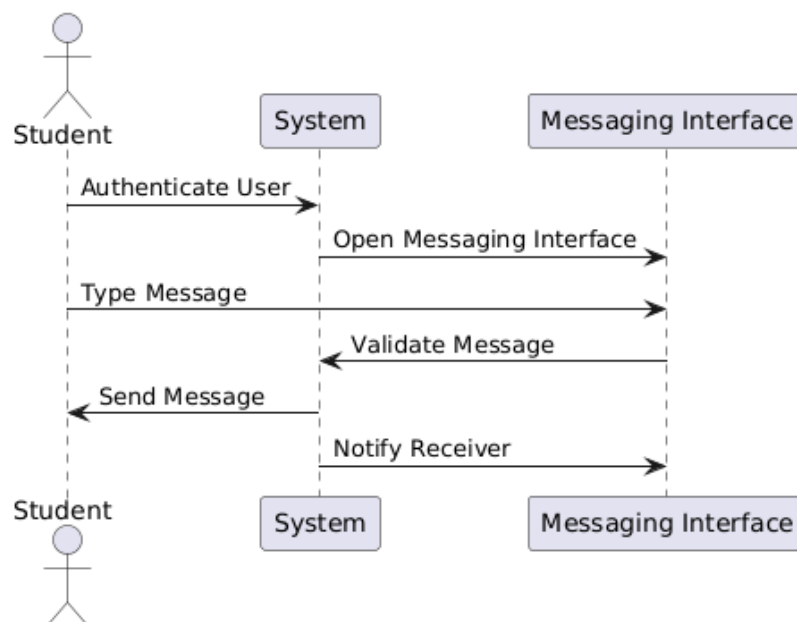 Student
System
Messaging Interface
Authenticate User
Open Messaging Interface
Type Message
Validate Message
Send Message
Notify Receiver
Student
System
Messaging Interface